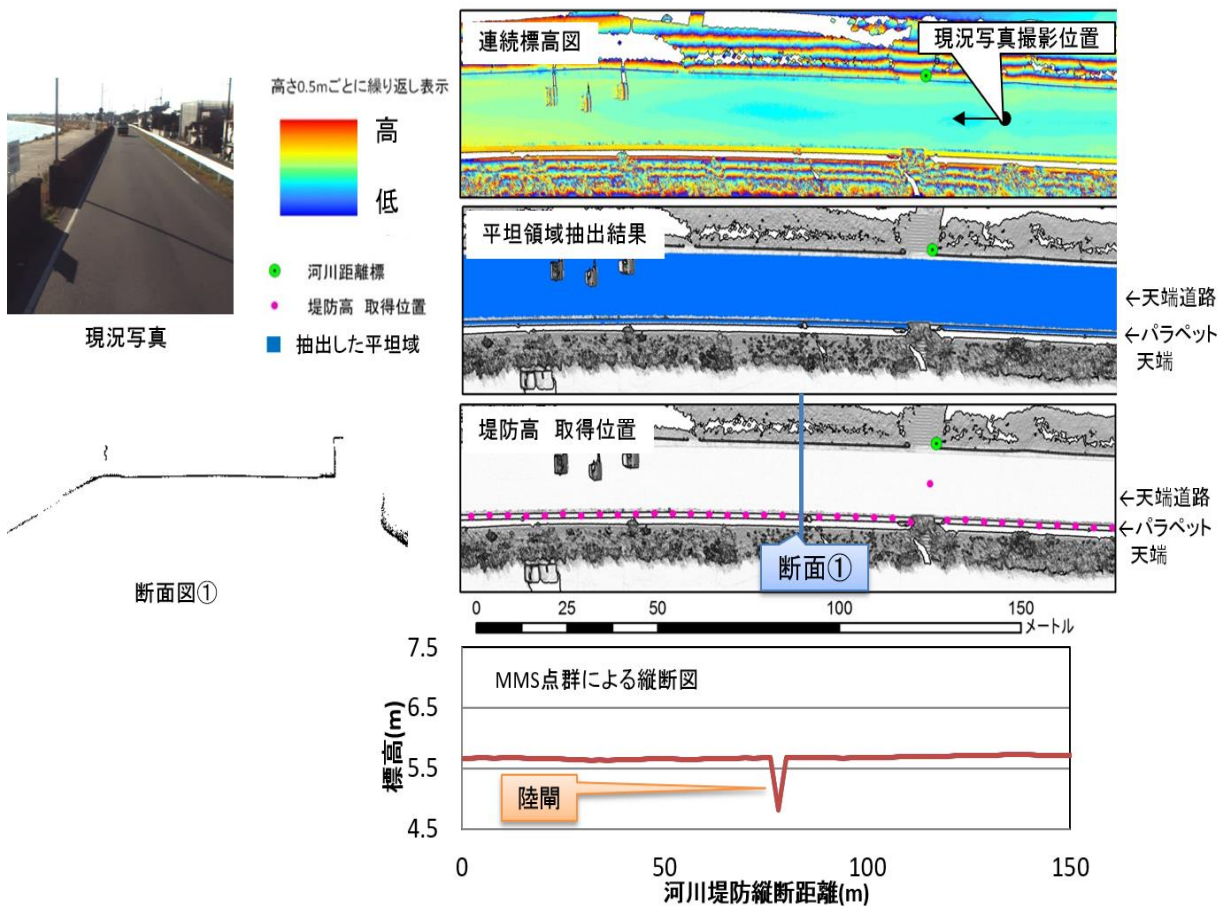 現況写真
高さ0.5mごとに繰り返し表示
高
低
河川距離標
堤防高 取得位置
抽出した平坦域
連続標高図
現況写真撮影位置
平坦領域抽出結果
←天端道路
←パラペット
天端
堤防高 取得位置
←天端道路
←パラペット
天端
断面①
断面図①
0 25 50 100 150
メートル
MMS点群による縦断図
標高(m)
7.5
6.5
5.5
4.5
陸閘
0 50 100 150
河川堤防縦断距離(m)